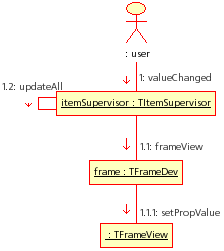 : user
1: valueChanged
1.2: updateAll
itemSupervisor : TItemSupervisor
1.1: frameView
frame : TFrameDev
1.1.1: setPropValue
: TFrameView